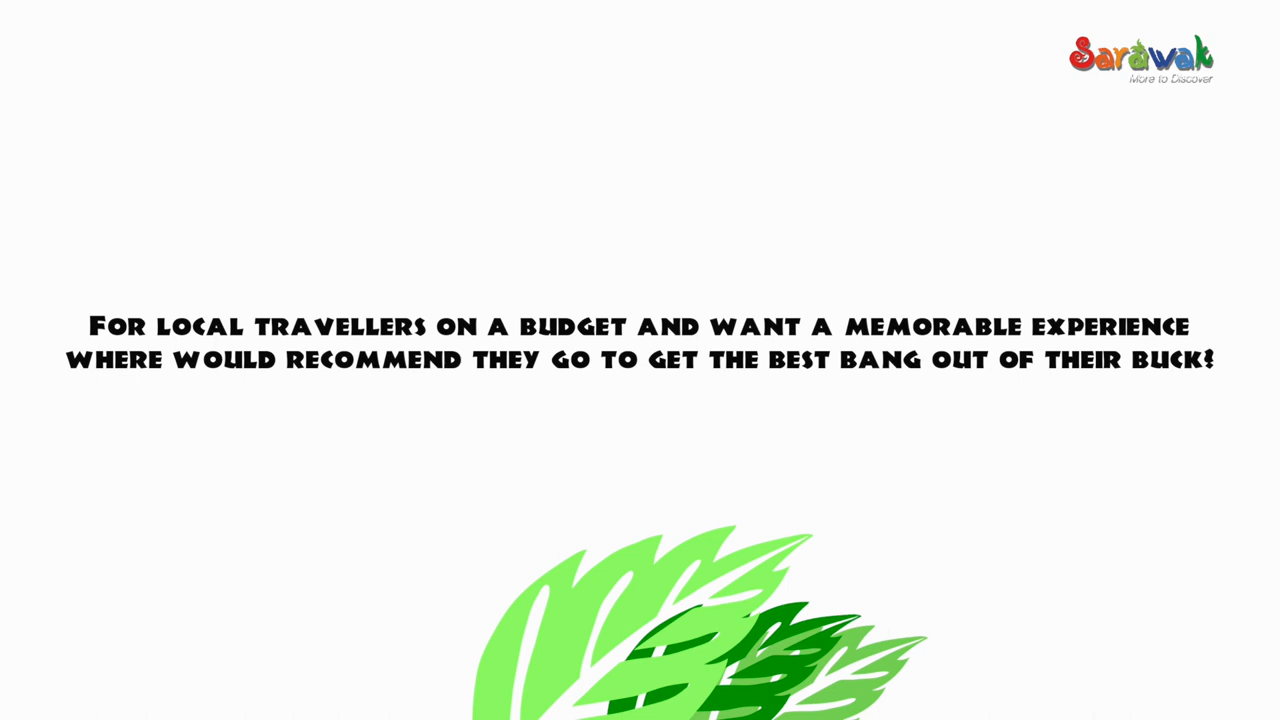 Sarawak
More to Discover
FOR LOCAL TRAVELLERS ON A BUDGET AND WANT A MEMORABLE EXPERIENCE
WHERE WOULD RECOMMEND THEY GO TO GET THE BEST BANG OUT OF THEIR BUCK?